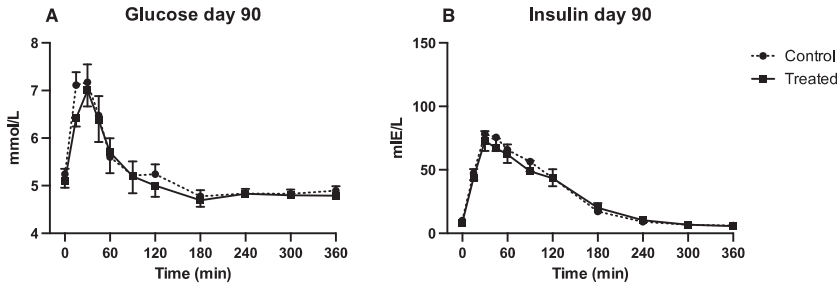 A
Glucose day 90
8
7
6
5
4
mmol/L
0 60 120 180 240 300 360
Time (min)
B
Insulin day 90
150
100
50
0
mIE/L
0 60 120 180 240 300 360
Time (min)
Control
Treated